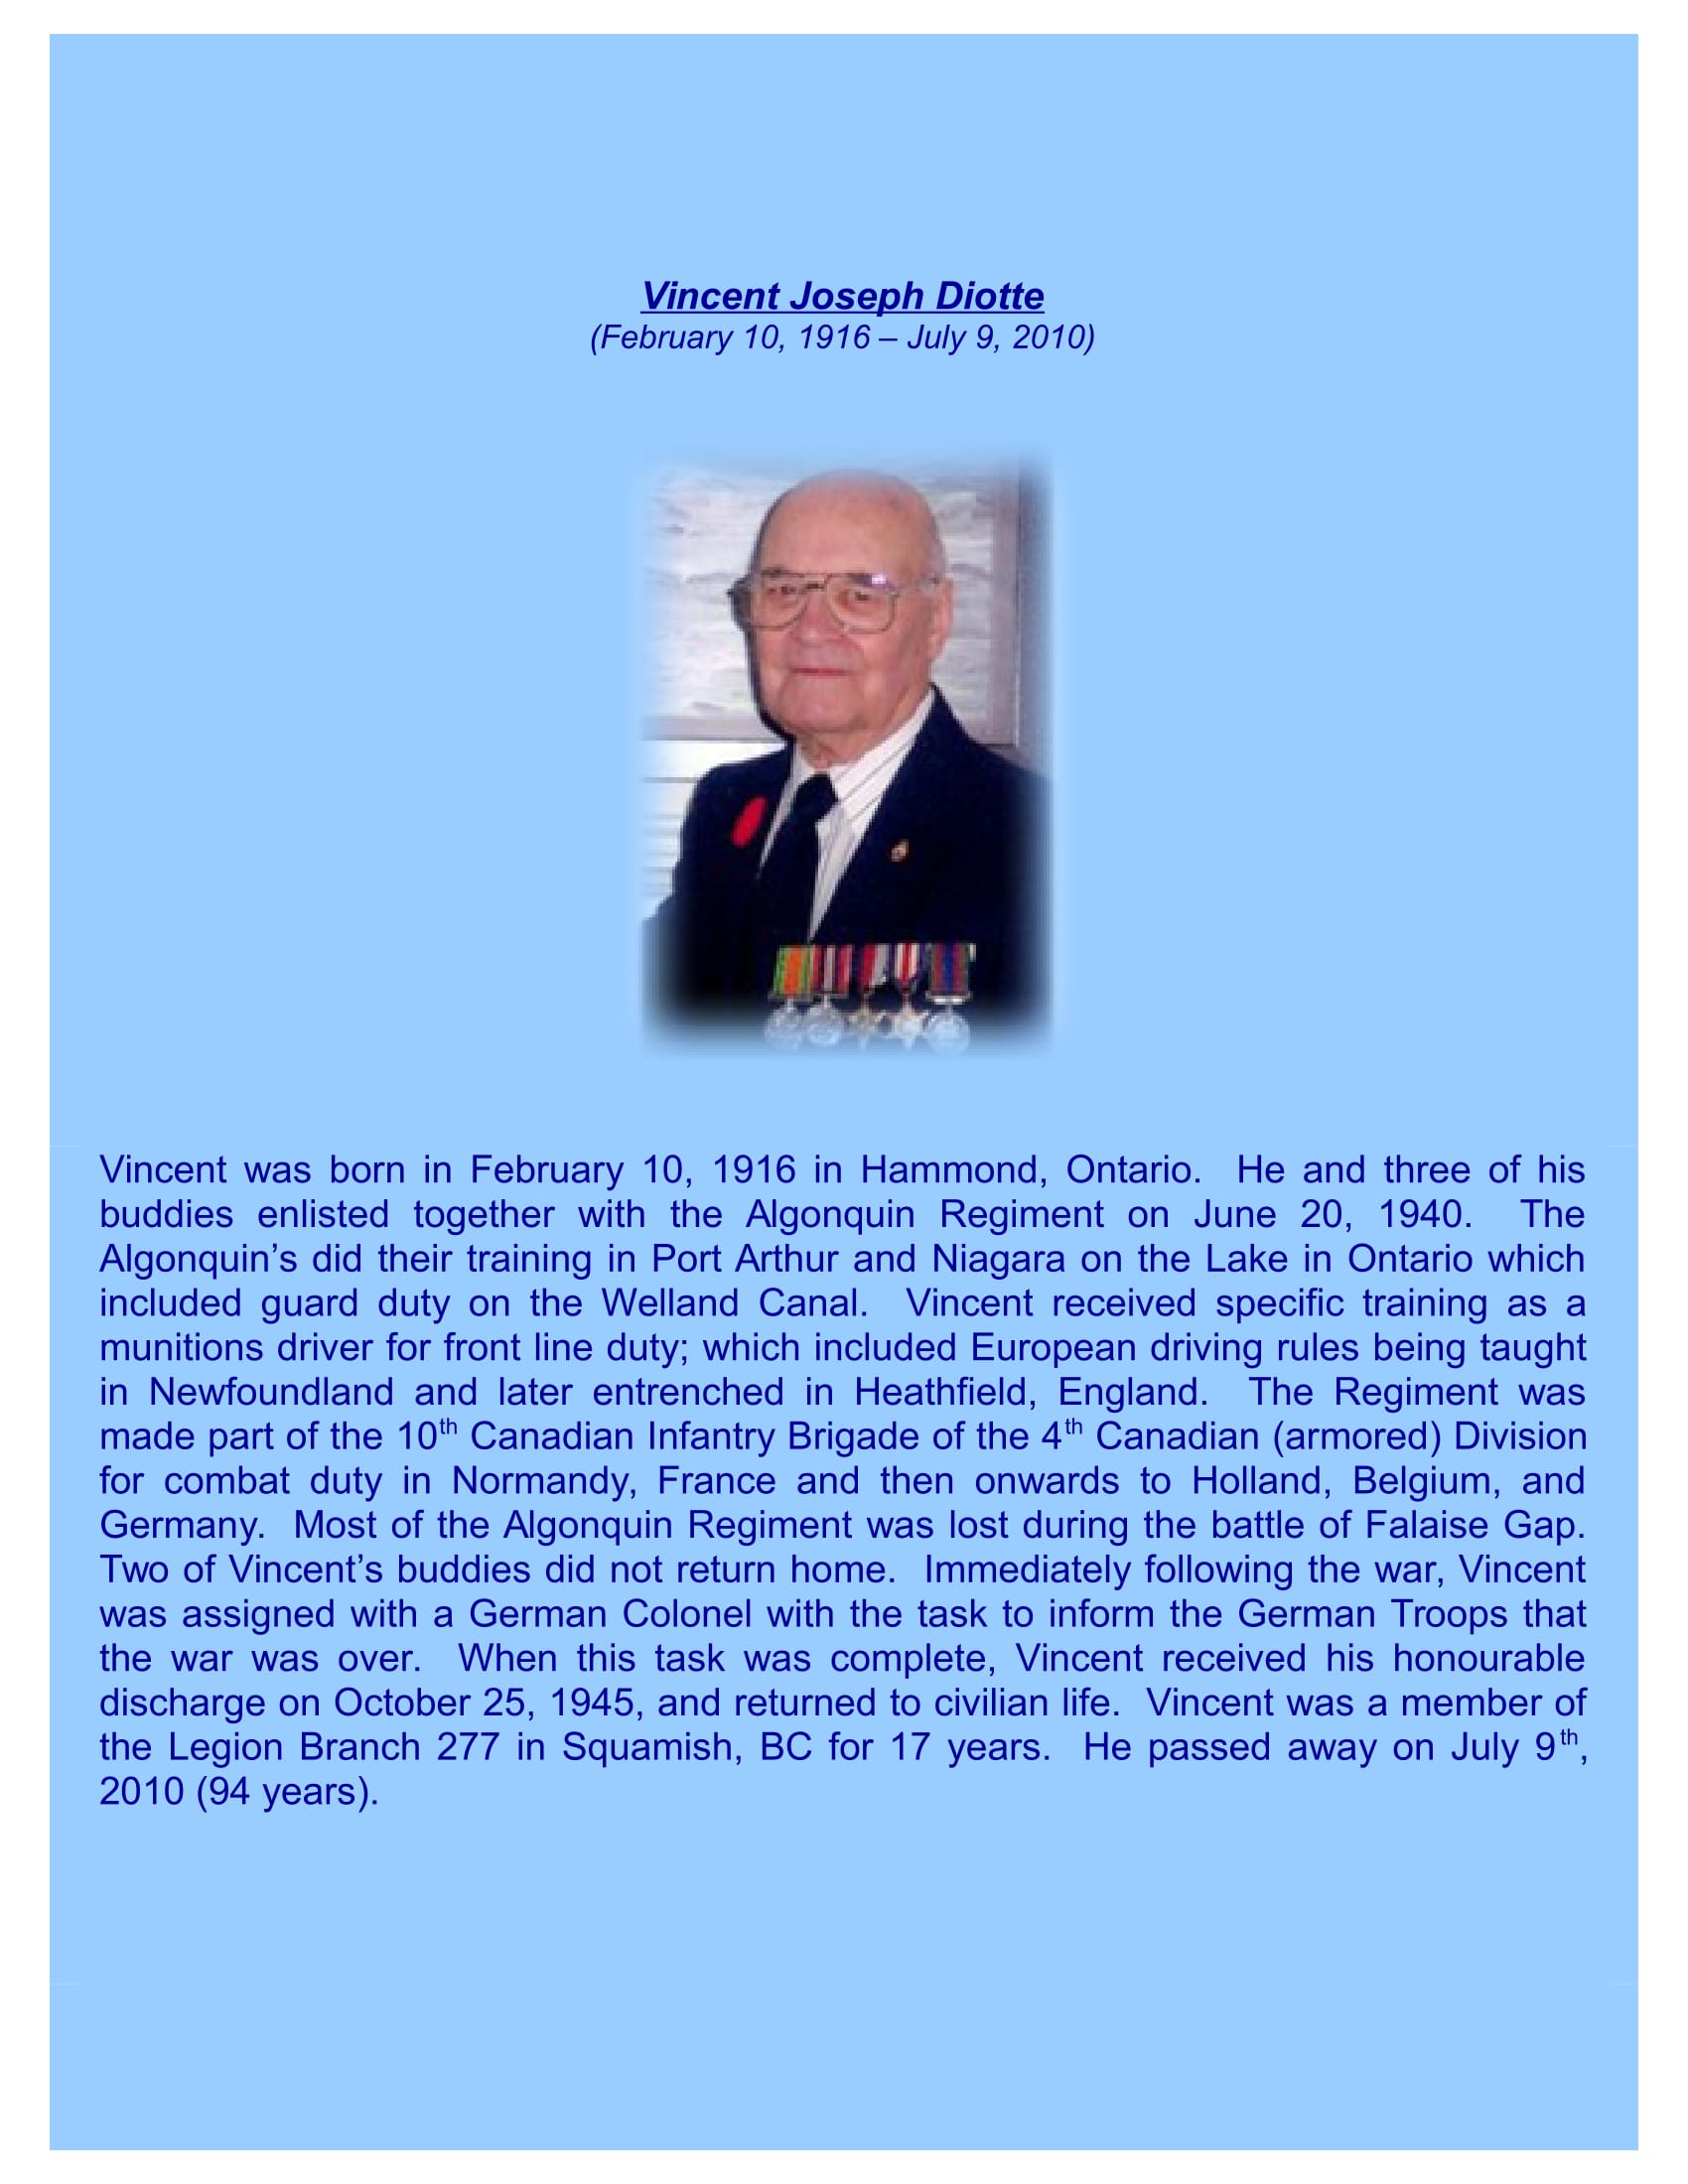 Vincent Joseph Diotte
(February 10, 1916 – July 9, 2010)
Vincent was born in February 10, 1916 in Hammond, Ontario. He and three of his
buddies enlisted together with the Algonquin Regiment on June 20, 1940. The
Algonquin’s did their training in Port Arthur and Niagara on the Lake in Ontario which
included guard duty on the Welland Canal. Vincent received specific training as a
munitions driver for front line duty; which included European driving rules being taught
in Newfoundland and later entrenched in Heathfield, England. The Regiment was
made part of the 10th Canadian Infantry Brigade of the 4th Canadian (armored) Division
for combat duty in Normandy, France and then onwards to Holland, Belgium, and
Germany. Most of the Algonquin Regiment was lost during the battle of Falaise Gap.
Two of Vincent’s buddies did not return home. Immediately following the war, Vincent
was assigned with a German Colonel with the task to inform the German Troops that
the war was over. When this task was complete, Vincent received his honourable
discharge on October 25, 1945, and returned to civilian life. Vincent was a member of
the Legion Branch 277 in Squamish, BC for 17 years. He passed away on July 9th,
2010 (94 years).